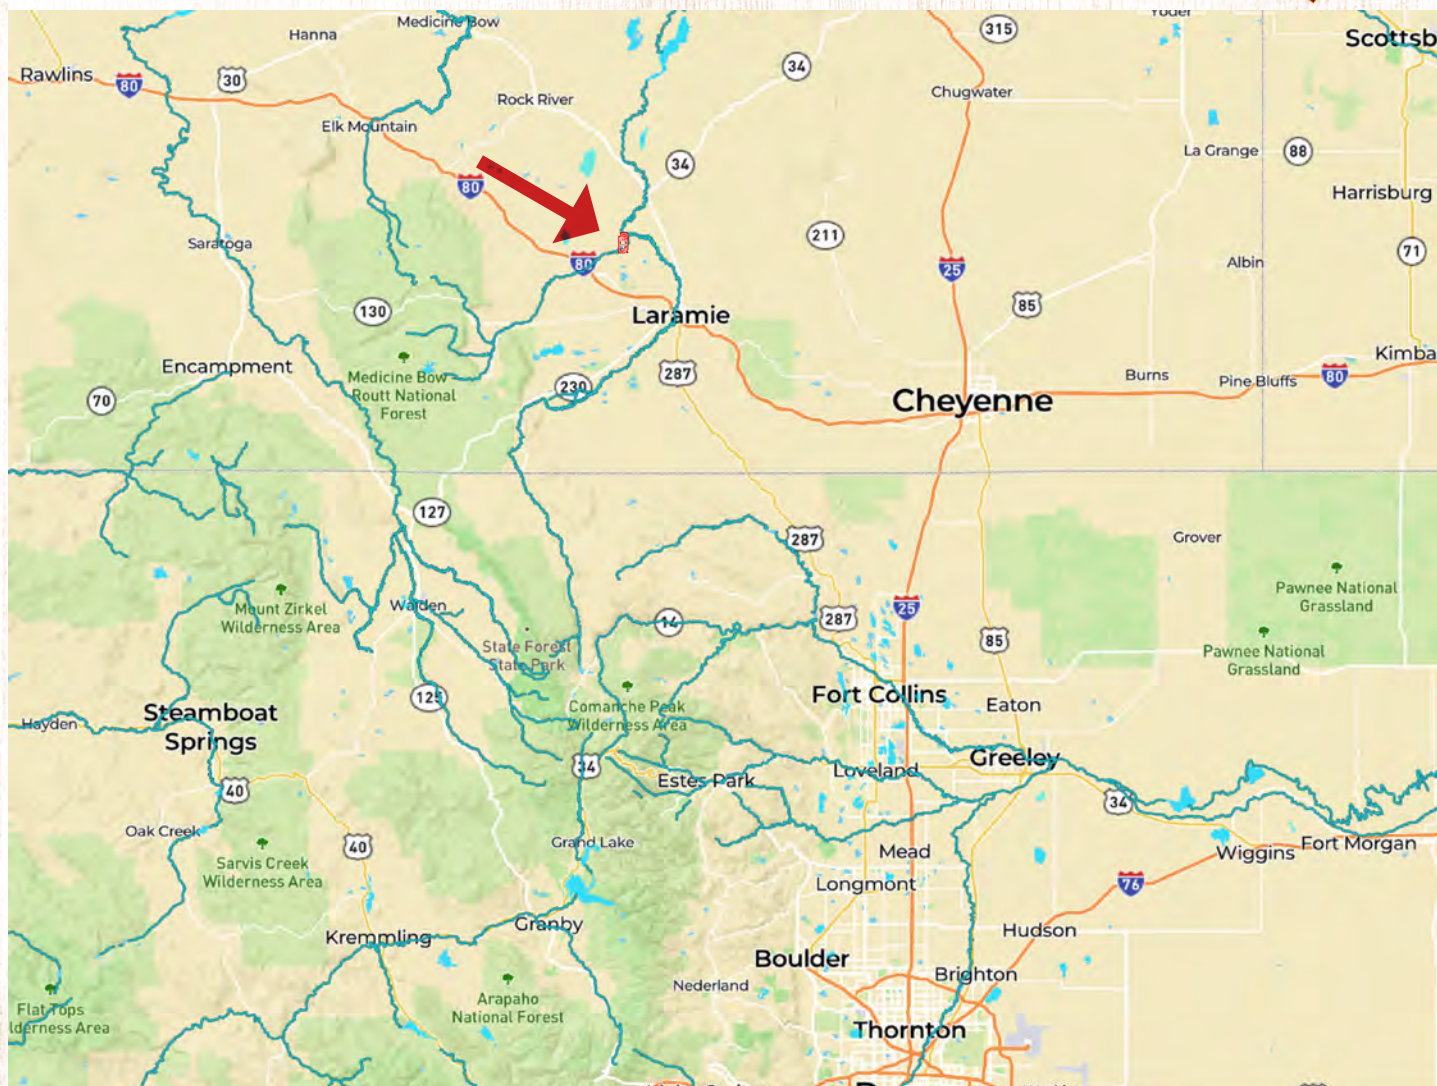 Medicine Bow
Yoder
315
Hanna
Scottsb
34
Rawlins
80
30
Chugwater
Rock River
Elk Mountain
La Grange
88
34
80
Harrisburg
211
Saratoga
71
80
Albin
25
85
130
Laramie
Kimba
Encampment
287
Burns
Pine Bluffs
80
Medicine Bow
Routt National
Forest
230
70
Cheyenne
127
287
Grover
Pawnee National
Grassland
Mount Zirkel
Wilderness Area
Walden
25
14
287
85
State Forest
State Park
Pawnee National
Grassland
125
Fort Collins
Comanche Peak
Wilderness Area
Eaton
Hayden
Steamboat
Springs
34
Greeley
Loveland
Estes Park
40
34
Oak Creek
40
Grand Lake
Mead
Wiggins
Fort Morgan
Sarvis Creek
Wilderness Area
Longmont
76
Kremmling
Granby
Hudson
Boulder
Brighton
Nederland
Arapaho
National Forest
Flat Tops
lderness Area
Thornton